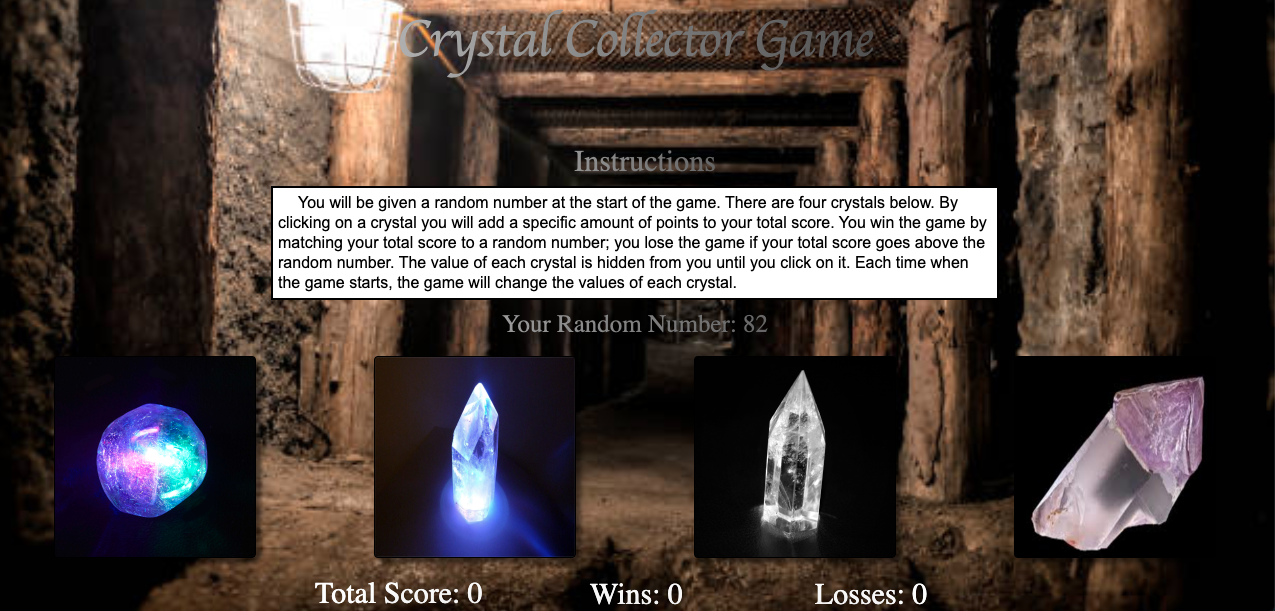 Crystal Collector Game
Instructions
You will be given a random number at the start of the game. There are four crystals below. By
clicking on a crystal you will add a specific amount of points to your total score. You win the game by
matching your total score to a random number; you lose the game if your total score goes above the
random number. The value of each crystal is hidden from you until you click on it. Each time when
the game starts, the game will change the values of each crystal.
Your Random Number: 82
Total Score: 0 Wins: 0 Losses: 0